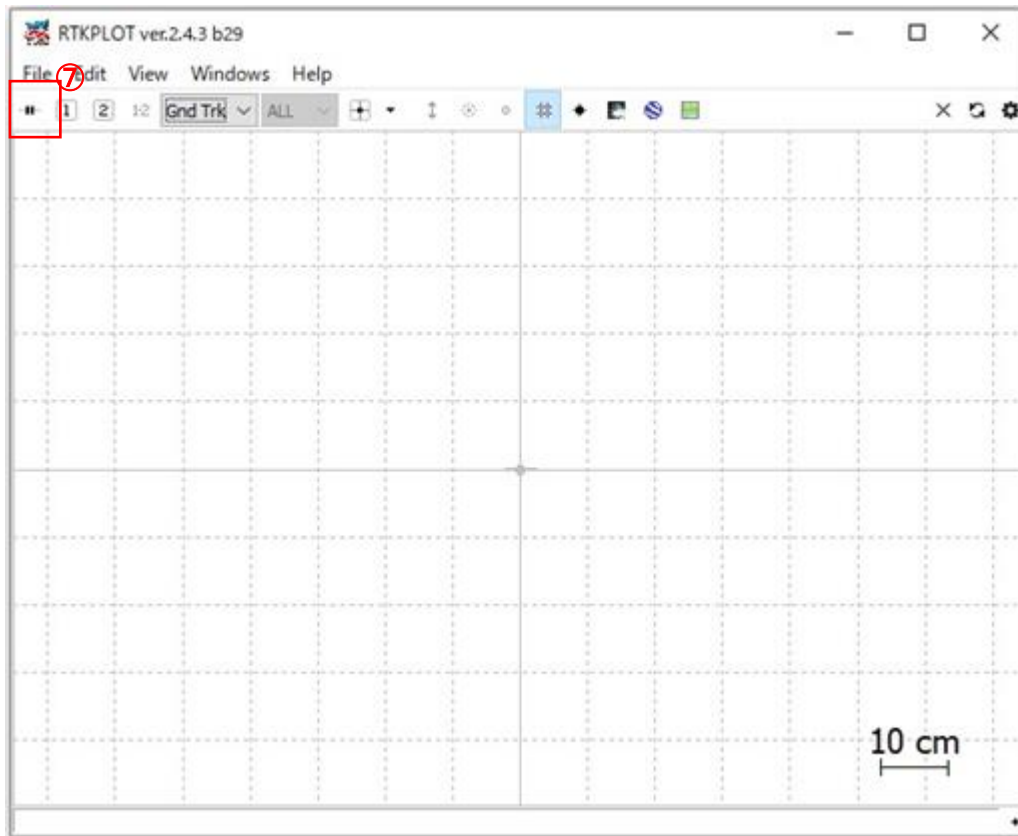 RTKPLOT ver.2.4.3 b29
File Edit View Windows Help
⑦
1 2 1-2 Gnd Trk ALL
10 cm